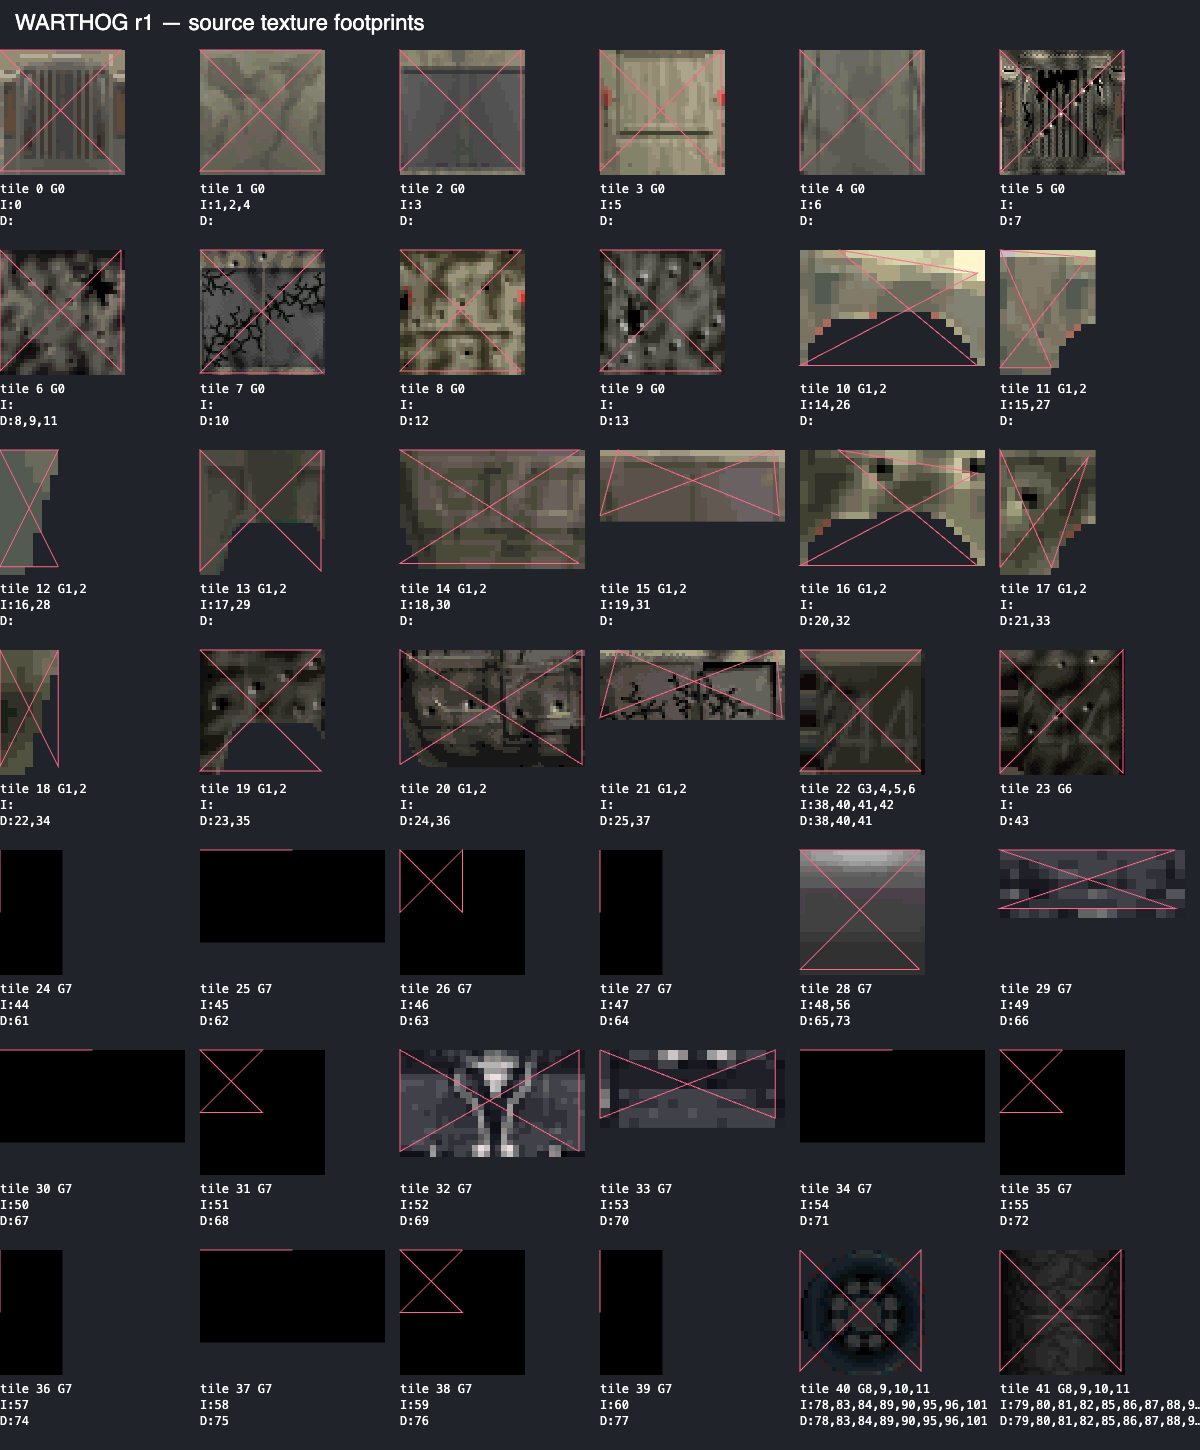 WARTHOG r1 — source texture footprints
tile 0 G0
I:0
D:
tile 1 G0
I:1,2,4
D:
tile 2 G0
I:3
D:
tile 3 G0
I:5
D:
tile 4 G0
I:6
D:
tile 5 G0
I:
D:7
tile 6 G0
I:
D:8,9,11
tile 7 G0
I:
D:10
tile 8 G0
I:
D:12
tile 9 G0
I:
D:13
tile 10 G1,2
I:14,26
D:
tile 11 G1,2
I:15,27
D:
tile 12 G1,2
I:16,28
D:
tile 13 G1,2
I:17,29
D:
tile 14 G1,2
I:18,30
D:
tile 15 G1,2
I:19,31
D:
tile 16 G1,2
I:
D:20,32
tile 17 G1,2
I:
D:21,33
tile 18 G1,2
I:
D:22,34
tile 19 G1,2
I:
D:23,35
tile 20 G1,2
I:
D:24,36
tile 21 G1,2
I:
D:25,37
tile 22 G3,4,5,6
I:38,40,41,42
D:38,40,41
tile 23 G6
I:
D:43
tile 24 G7
I:44
D:61
tile 25 G7
I:45
D:62
tile 26 G7
I:46
D:63
tile 27 G7
I:47
D:64
tile 28 G7
I:48,56
D:65,73
tile 29 G7
I:49
D:66
tile 30 G7
I:50
D:67
tile 31 G7
I:51
D:68
tile 32 G7
I:52
D:69
tile 33 G7
I:53
D:70
tile 34 G7
I:54
D:71
tile 35 G7
I:55
D:72
tile 36 G7
I:57
D:74
tile 37 G7
I:58
D:75
tile 38 G7
I:59
D:76
tile 39 G7
I:60
D:77
tile 40 G8,9,10,11
I:78,83,84,89,90,95,96,101
D:78,83,84,89,90,95,96,101
tile 41 G8,9,10,11
I:79,80,81,82,85,86,87,88,9…
D:79,80,81,82,85,86,87,88,9…